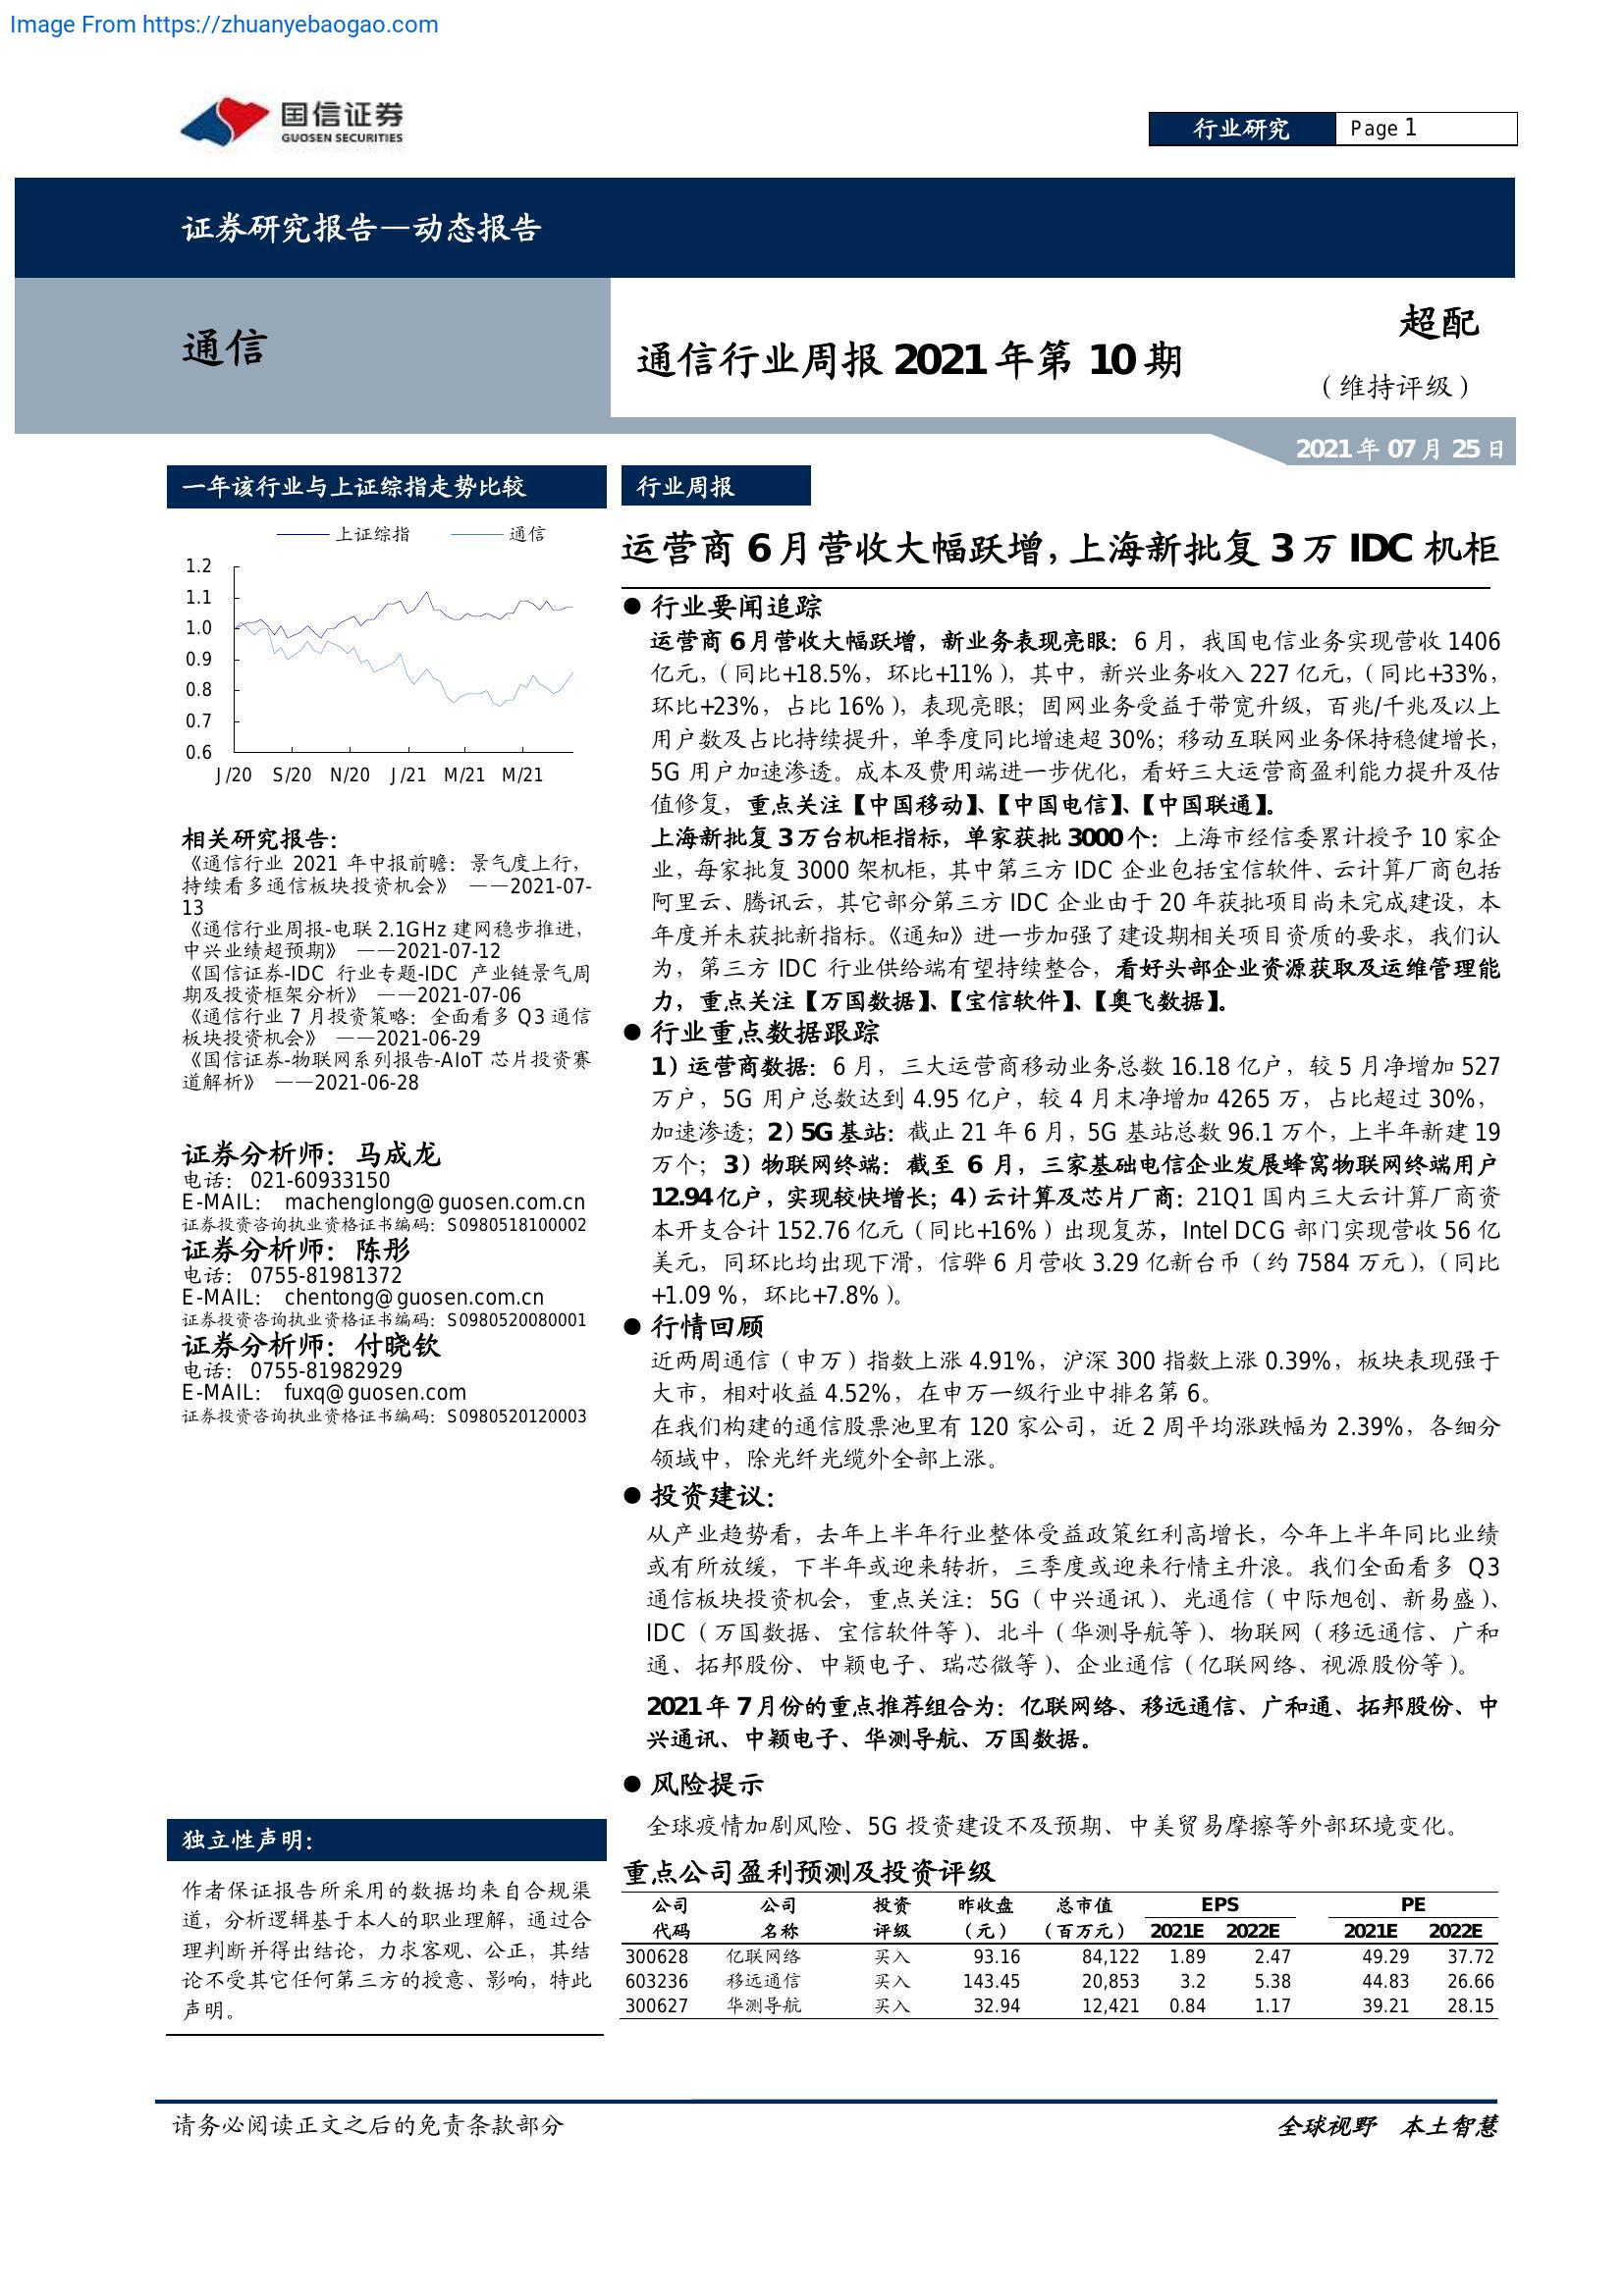 Image From https://zhuanyebaogao.com
国信证券
GUOSEN SECURITIES
行业研究 Page 1
证券研究报告—动态报告
通信
通信行业周报 2021 年第 10 期
超配
（维持评级）
2021 年 07 月 25 日
一年该行业与上证综指走势比较
上证综指 通信
1.2
1.1
1.0
0.9
0.8
0.7
0.6
J/20 S/20 N/20 J/21 M/21 M/21
相关研究报告：
《通信行业 2021 年中报前瞻：景气度上行，
持续看多通信板块投资机会》 ——2021-07-
13
《通信行业周报-电联 2.1GHz 建网稳步推进，
中兴业绩超预期》 ——2021-07-12
《国信证券-IDC 行业专题-IDC 产业链景气周
期及投资框架分析》 ——2021-07-06
《通信行业 7 月投资策略：全面看多 Q3 通信
板块投资机会》 ——2021-06-29
《国信证券-物联网系列报告-AIoT 芯片投资赛
道解析》 ——2021-06-28
证券分析师：马成龙
电话： 021-60933150
E-MAIL： machenglong@guosen.com.cn
证券投资咨询执业资格证书编码：S0980518100002
证券分析师：陈彤
电话： 0755-81981372
E-MAIL： chentong@guosen.com.cn
证券投资咨询执业资格证书编码：S0980520080001
证券分析师：付晓钦
电话： 0755-81982929
E-MAIL： fuxq@guosen.com
证券投资咨询执业资格证书编码：S0980520120003
独立性声明：
作者保证报告所采用的数据均来自合规渠
道，分析逻辑基于本人的职业理解，通过合
理判断并得出结论，力求客观、公正，其结
论不受其它任何第三方的授意、影响，特此
声明。
行业周报
运营商 6 月营收大幅跃增，上海新批复 3 万 IDC 机柜
● 行业要闻追踪
运营商 6 月营收大幅跃增，新业务表现亮眼：6 月，我国电信业务实现营收 1406
亿元，（同比+18.5%，环比+11%），其中，新兴业务收入 227 亿元，（同比+33%，
环比+23%，占比 16%），表现亮眼；固网业务受益于带宽升级，百兆/千兆及以上
用户数及占比持续提升，单季度同比增速超 30%；移动互联网业务保持稳健增长，
5G 用户加速渗透。成本及费用端进一步优化，看好三大运营商盈利能力提升及估
值修复，重点关注【中国移动】、【中国电信】、【中国联通】。
上海新批复 3 万台机柜指标，单家获批 3000 个：上海市经信委累计授予 10 家企
业，每家批复 3000 架机柜，其中第三方 IDC 企业包括宝信软件、云计算厂商包括
阿里云、腾讯云，其它部分第三方 IDC 企业由于 20 年获批项目尚未完成建设，本
年度并未获批新指标。《通知》进一步加强了建设期相关项目资质的要求，我们认
为，第三方 IDC 行业供给端有望持续整合，看好头部企业资源获取及运维管理能
力，重点关注【万国数据】、【宝信软件】、【奥飞数据】。
● 行业重点数据跟踪
1）运营商数据：6 月，三大运营商移动业务总数 16.18 亿户，较 5 月净增加 527
万户，5G 用户总数达到 4.95 亿户，较 4 月末净增加 4265 万，占比超过 30%，
加速渗透；2）5G 基站：截止 21 年 6 月，5G 基站总数 96.1 万个，上半年新建 19
万个；3）物联网终端：截至 6 月，三家基础电信企业发展蜂窝物联网终端用户
12.94 亿户，实现较快增长；4）云计算及芯片厂商：21Q1 国内三大云计算厂商资
本开支合计 152.76 亿元（同比+16%）出现复苏，Intel DCG 部门实现营收 56 亿
美元，同环比均出现下滑，信骅 6 月营收 3.29 亿新台币（约 7584 万元），（同比
+1.09 %，环比+7.8%）。
● 行情回顾
近两周通信（申万）指数上涨 4.91%，沪深 300 指数上涨 0.39%，板块表现强于
大市，相对收益 4.52%，在申万一级行业中排名第 6。
在我们构建的通信股票池里有 120 家公司，近 2 周平均涨跌幅为 2.39%，各细分
领域中，除光纤光缆外全部上涨。
● 投资建议：
从产业趋势看，去年上半年行业整体受益政策红利高增长，今年上半年同比业绩
或有所放缓，下半年或迎来转折，三季度或迎来行情主升浪。我们全面看多 Q3
通信板块投资机会，重点关注：5G（中兴通讯）、光通信（中际旭创、新易盛）、
IDC（万国数据、宝信软件等）、北斗（华测导航等）、物联网（移远通信、广和
通、拓邦股份、中颖电子、瑞芯微等）、企业通信（亿联网络、视源股份等）。
2021 年 7 月份的重点推荐组合为：亿联网络、移远通信、广和通、拓邦股份、中
兴通讯、中颖电子、华测导航、万国数据。
● 风险提示
全球疫情加剧风险、5G 投资建设不及预期、中美贸易摩擦等外部环境变化。
重点公司盈利预测及投资评级
公司 公司 投资 昨收盘 总市值 EPS PE
代码 名称 评级 （元） （百万元） 2021E 2022E 2021E 2022E
300628 亿联网络 买入 93.16 84,122 1.89 2.47 49.29 37.72
603236 移远通信 买入 143.45 20,853 3.2 5.38 44.83 26.66
300627 华测导航 买入 32.94 12,421 0.84 1.17 39.21 28.15
请务必阅读正文之后的免责条款部分 全球视野 本土智慧